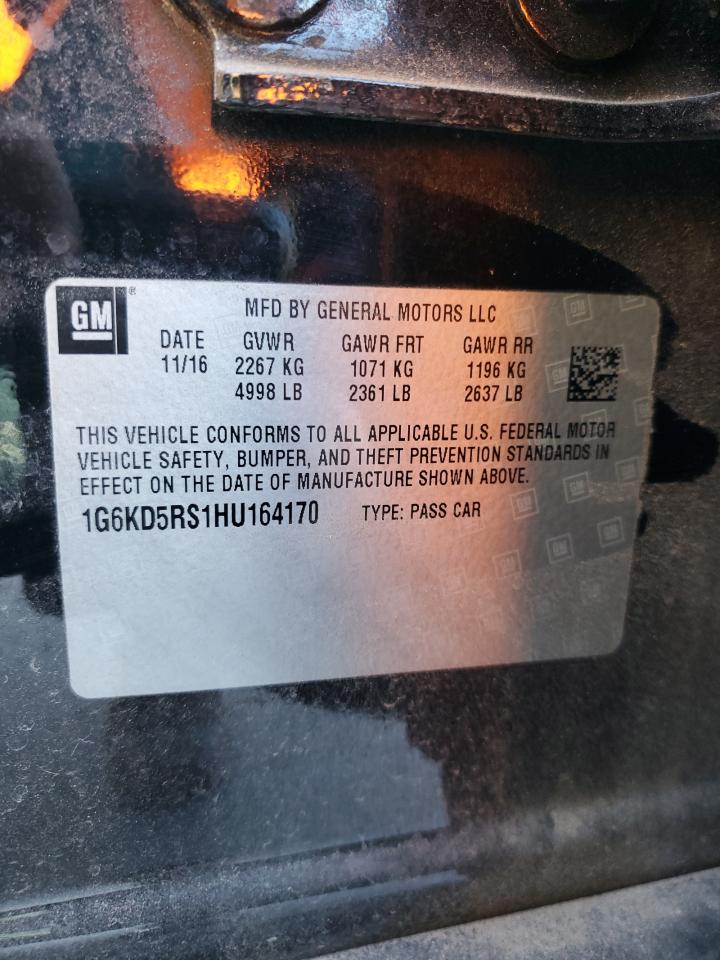 GM
MFD BY GENERAL MOTORS LLC
DATE GVWR GAWR FRT GAWR RR
11/16 2267 KG 1071 KG 1196 KG
4998 LB 2361 LB 2637 LB
THIS VEHICLE CONFORMS TO ALL APPLICABLE U.S. FEDERAL MOTOR
VEHICLE SAFETY, BUMPER, AND THEFT PREVENTION STANDARDS IN
EFFECT ON THE DATE OF MANUFACTURE SHOWN ABOVE.
1G6KD5RS1HU164170 TYPE: PASS CAR